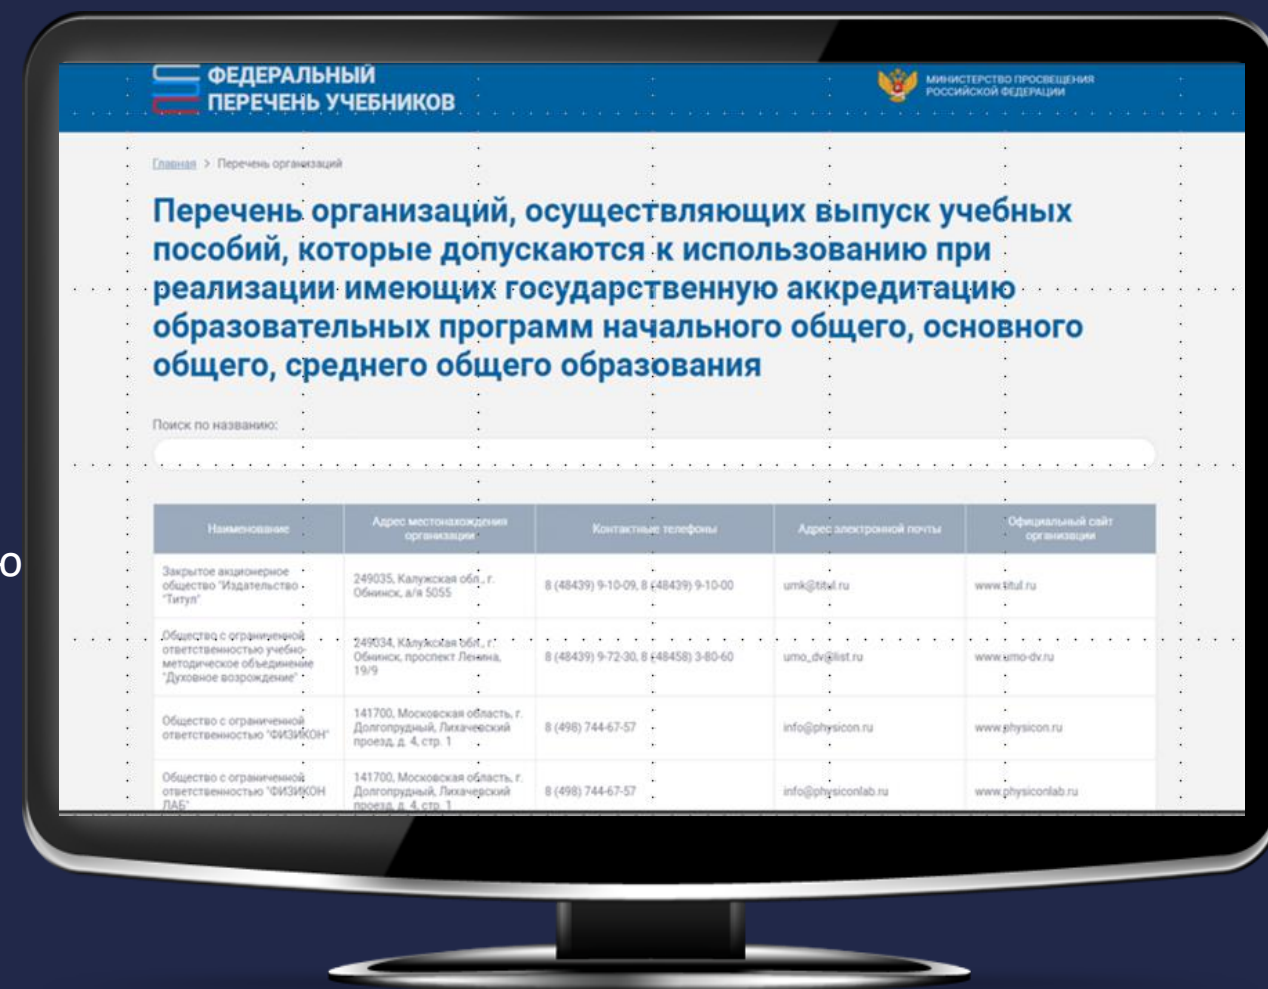 ФЕДЕРАЛЬНЫЙ
ПЕРЕЧЕНЬ УЧЕБНИКОВ
МИНИСТЕРСТВО ПРОСВЕЩЕНИЯ
РОССИЙСКОЙ ФЕДЕРАЦИИ
Главная > Перечень организаций
Перечень организаций, осуществляющих выпуск учебных
пособий, которые допускаются к использованию при
реализации имеющих государственную аккредитацию
образовательных программ начального общего, основного
общего, среднего общего образования
Поиск по названию:
Наименование
Адрес местонахождения
организации
Контактные телефоны
Адрес электронной почты
Официальный сайт
организации
ю
Закрытое акционерное
общество "Издательство
"Титул"
249035, Калужская обл., г.
Обнинск, а/я 5055
8 (48439) 9-10-09, 8 (48439) 9-10-00
umk@titul.ru
www.titul.ru
Общество с ограниченной
ответственностью учебно-
методическое объединение
"Духовное возрождение"
249034, Калужская обл., г.
Обнинск, проспект Ленина,
19/9
8 (48439) 9-72-30, 8 (48458) 3-80-60
umo_dv@list.ru
www.umo-dv.ru
Общество с ограниченной
ответственностью "ФИЗИКОН"
141700, Московская область, г.
Долгопрудный, Лихачевский
проезд, д. 4, стр. 1
8 (498) 744-67-57
info@physicon.ru
www.physicon.ru
Общество с ограниченной
ответственностью "ФИЗИКОН
ЛАБ"
141700, Московская область, г.
Долгопрудный, Лихачевский
проезд, д. 4, стр. 1
8 (498) 744-67-57
info@physiconlab.ru
www.physiconlab.ru